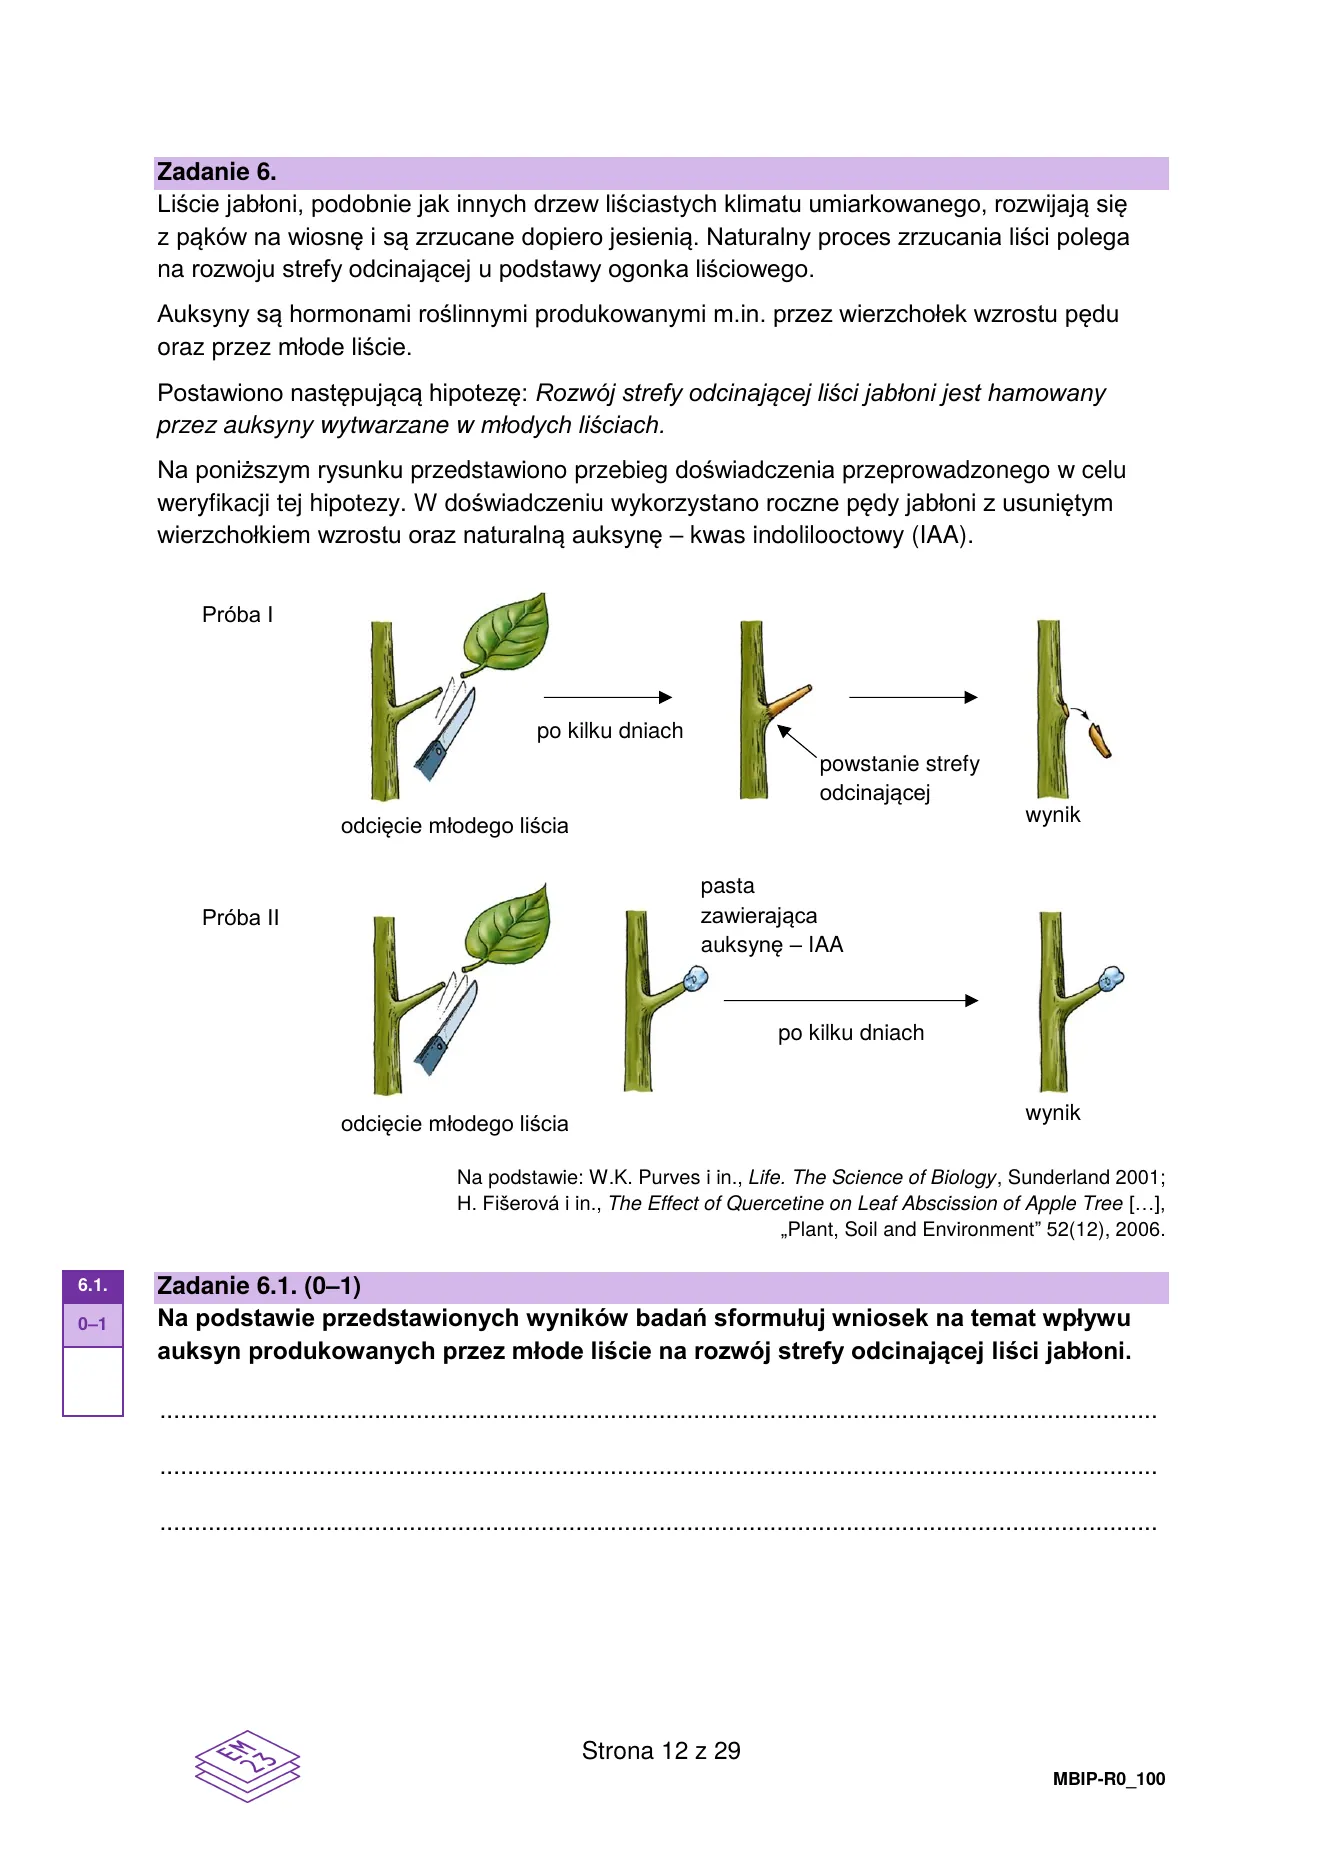 Zadanie 6.
Liście jabłoni, podobnie jak innych drzew liściastych klimatu umiarkowanego, rozwijają się
z pąków na wiosnę i są zrzucane dopiero jesienią. Naturalny proces zrzucania liści polega
na rozwoju strefy odcinającej u podstawy ogonka liściowego.
Auksyny są hormonami roślinnymi produkowanymi m.in. przez wierzchołek wzrostu pędu
oraz przez młode liście.
Postawiono następującą hipotezę: Rozwój strefy odcinającej liści jabłoni jest hamowany
przez auksyny wytwarzane w młodych liściach.
Na poniższym rysunku przedstawiono przebieg doświadczenia przeprowadzonego w celu
weryfikacji tej hipotezy. W doświadczeniu wykorzystano roczne pędy jabłoni z usuniętym
wierzchołkiem wzrostu oraz naturalną auksynę – kwas indolilooctowy (IAA).
Próba I
po kilku dniach
powstanie strefy
odcinającej
wynik
odcięcie młodego liścia
pasta
zawierająca
auksynę – IAA
Próba II
po kilku dniach
wynik
odcięcie młodego liścia
Na podstawie: W.K. Purves i in., Life. The Science of Biology, Sunderland 2001;
H. Fišerová i in., The Effect of Quercetine on Leaf Abscission of Apple Tree […],
„Plant, Soil and Environment” 52(12), 2006.
6.1.
0–1
Zadanie 6.1. (0–1)
Na podstawie przedstawionych wyników badań sformułuj wniosek na temat wpływu
auksyn produkowanych przez młode liście na rozwój strefy odcinającej liści jabłoni.
EM
23
Strona 12 z 29
MBIP-R0_100